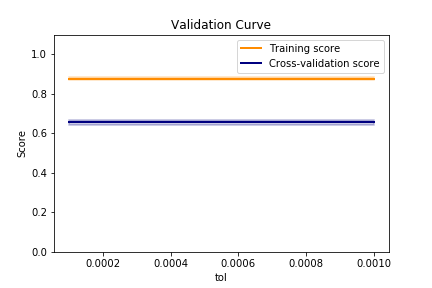 Validation Curve
Training score
Cross-validation score
Score
1.0
0.8
0.6
0.4
0.2
0.0
0.0002 0.0004 0.0006 0.0008 0.0010
tol